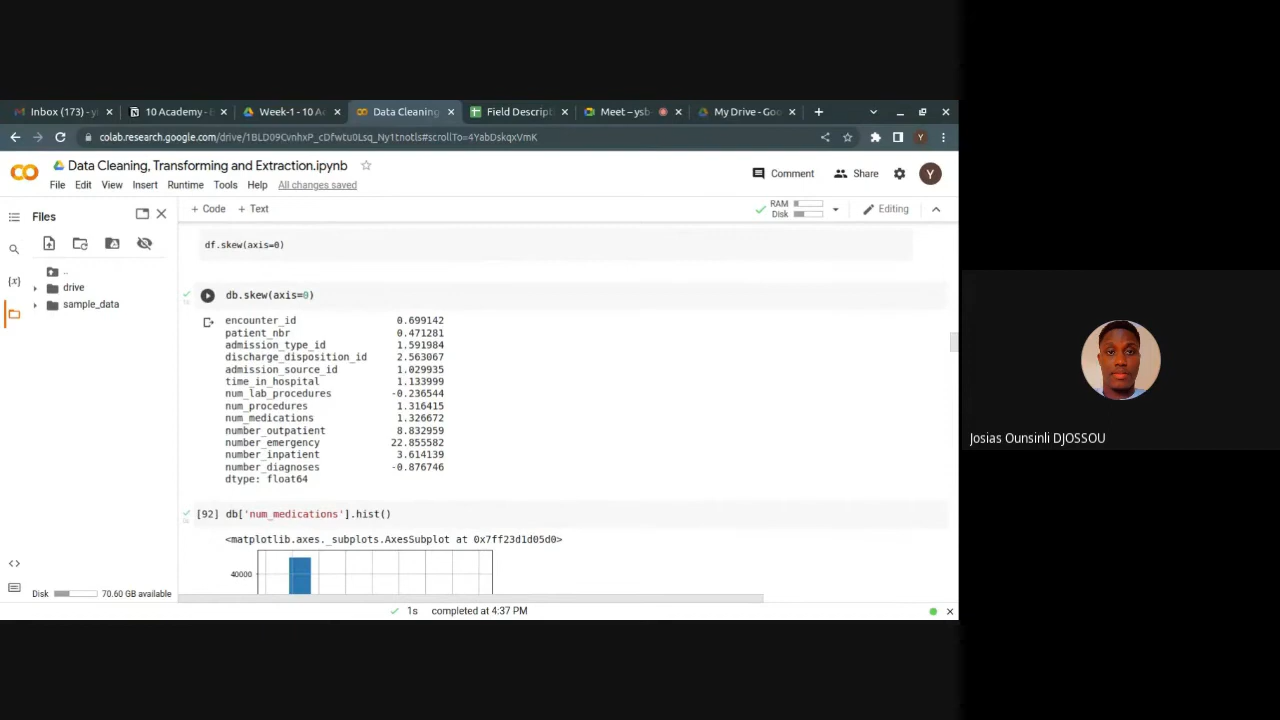 Inbox (173) - y
10 Academy -
Week-1 - 10 A
Data Cleaning,
Field Descript
Meet – ysb
My Drive - Goo
colab.research.google.com/drive/1BLD09CvnhxP_cDfwtu0Lsq_Ny1tnotls#scrollTo=4YabDskqxVmK
Y
Data Cleaning, Transforming and Extraction.ipynb
Comment
Share
Y
File Edit View Insert Runtime Tools Help All changes saved
Files
+ Code + Text
RAM
Disk
Editing
..
drive
sample_data
{x}
df.skew(axis=0)
db.skew(axis=0)
encounter_id 0.699142
patient_nbr 0.471281
admission_type_id 1.591984
discharge_disposition_id 2.563067
admission_source_id 1.029935
time_in_hospital 1.133999
num_lab_procedures -0.236544
num_procedures 1.316415
num_medications 1.326672
number_outpatient 8.832959
number_emergency 22.855582
number_inpatient 3.614139
number_diagnoses -0.876746
dtype: float64
[92] db['num_medications'].hist()
<matplotlib.axes._subplots.AxesSubplot at 0x7ff23d1d05d0>
40000
Disk 70.60 GB available
1s completed at 4:37 PM
Josias Ounsinli DJOSSOU